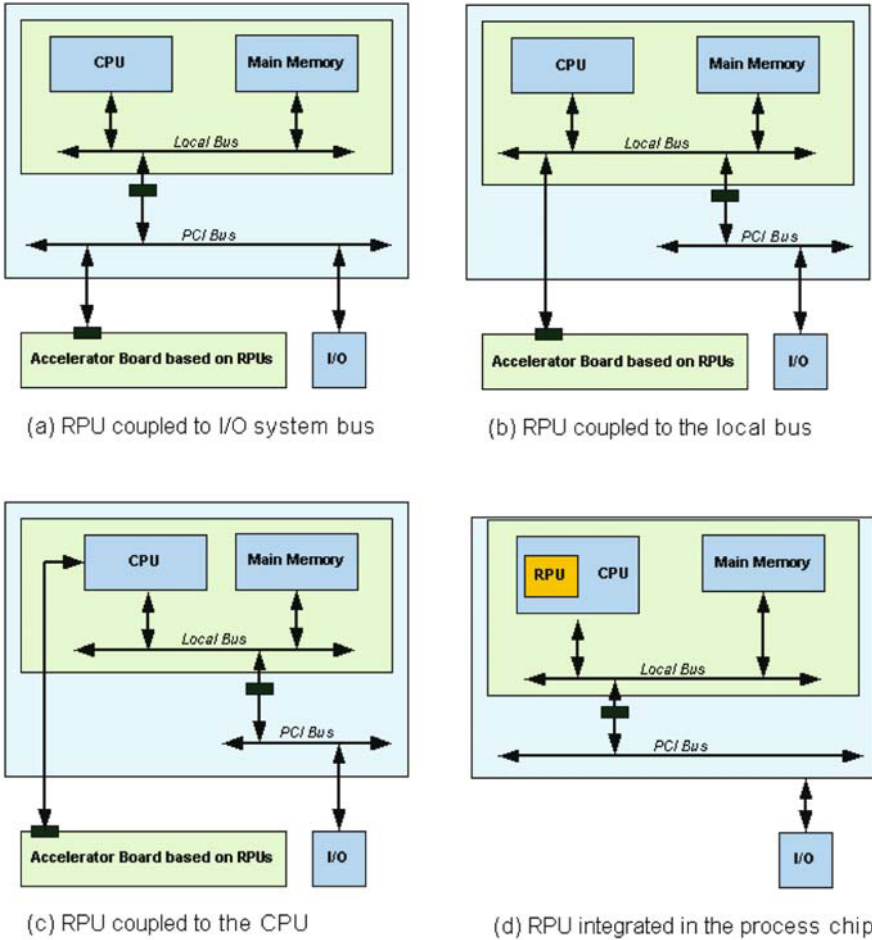 CPU
Main Memory
Local Bus
PCI Bus
Accelerator Board based on RPUs
I/O
(a) RPU coupled to I/O system bus
CPU
Main Memory
Local Bus
PCI Bus
Accelerator Board based on RPUs
I/O
(b) RPU coupled to the local bus
CPU
Main Memory
Local Bus
PCI Bus
Accelerator Board based on RPUs
I/O
(c) RPU coupled to the CPU
RPU
CPU
Main Memory
Local Bus
PCI Bus
I/O
(d) RPU integrated in the process chip